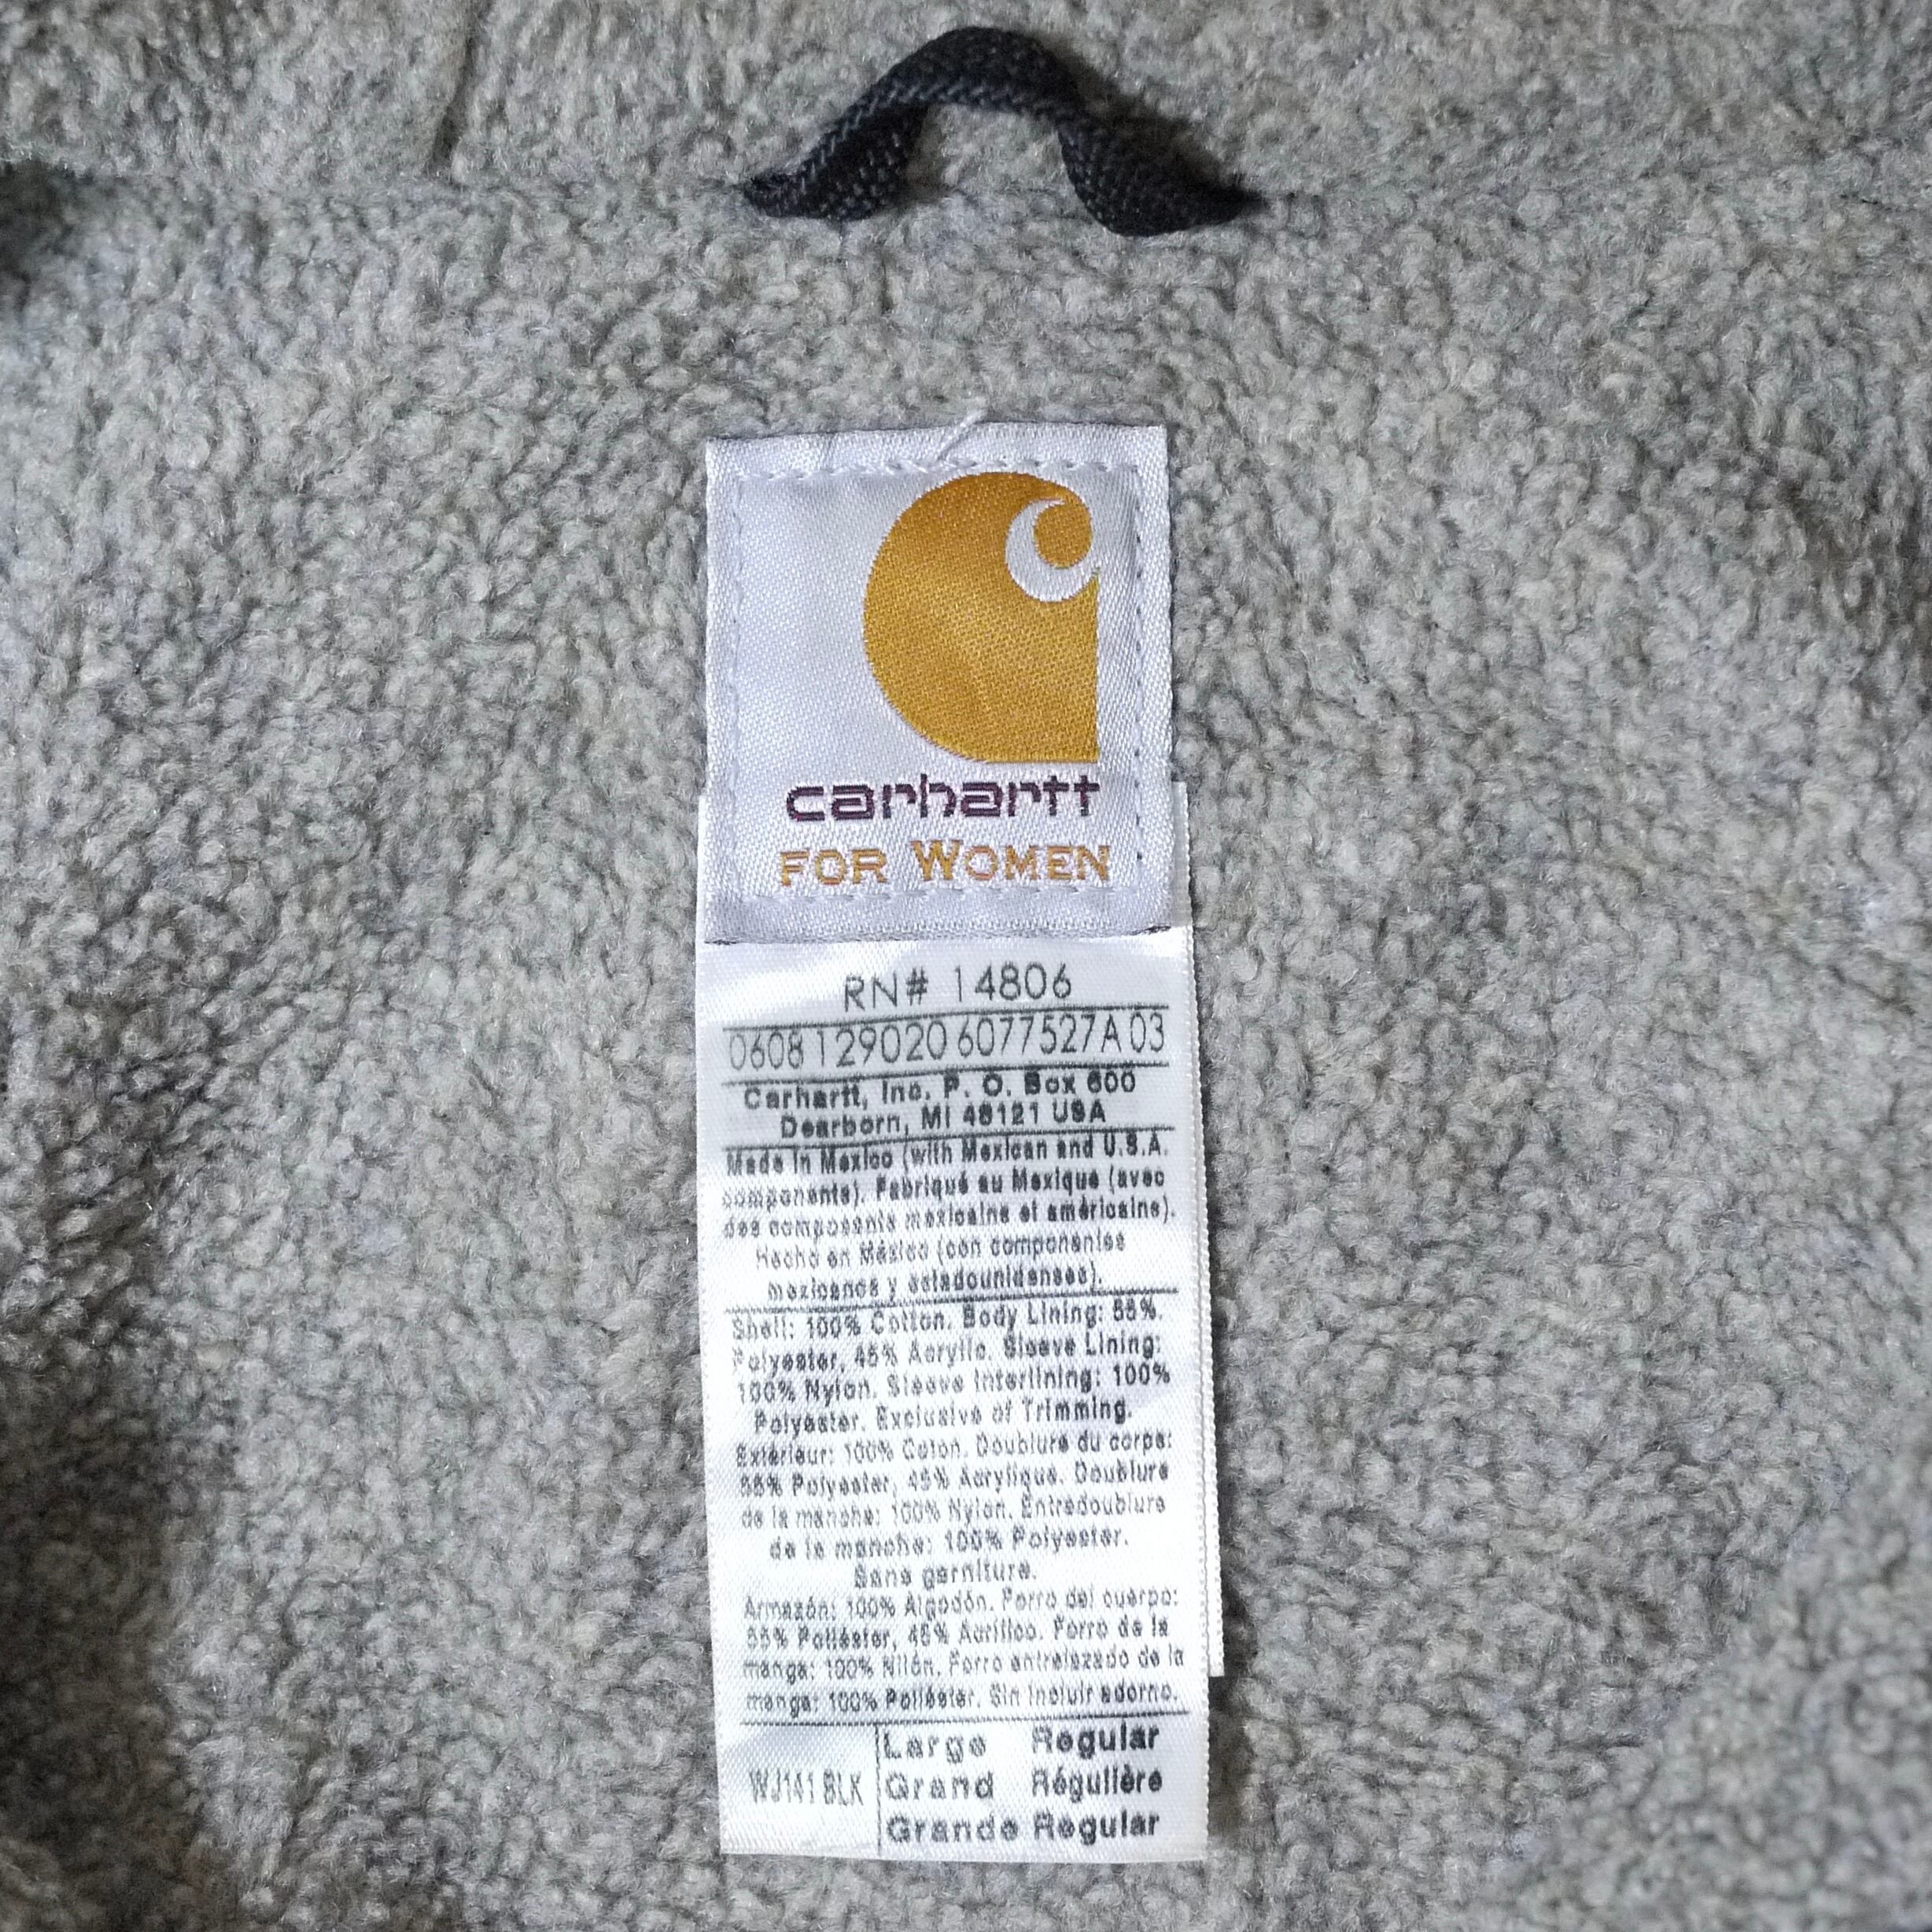 carhartt
FOR WOMEN
RN# 14806
0608 129020 6077527A 03
Carhartt, Inc. P. O. Box 600
Dearborn, MI 48121 USA
Made in Mexico (with Mexican and U.S.A.
components). Fabriqué au Mexique (avec
des composants mexicains et américains).
Hecho en México (con componentes
mexicanos y estadounidenses).
Shell: 100% Cotton. Body Lining: 55%.
Polyester, 45% Acrylic. Sleeve Lining:
100% Nylon. Sleeve Interlining: 100%
Polyester. Exclusive of Trimming.
Extérieur: 100% Coton. Doublure du corps:
55% Polyester, 45% Acrylique. Doublure
de la manche: 100% Nylon. Entredoublure
de la manche: 100% Polyester.
Sans garniture.
Armazón: 100% Algodón. Forro del cuerpo:
55% Poliéster, 45% Acrílico. Forro de la
manga: 100% Nilón. Forro entrelazado de la
manga: 100% Poliéster. Sin incluir adorno.
WJ141 BLK
Large Regular
Grand Régulière
Grande Regular